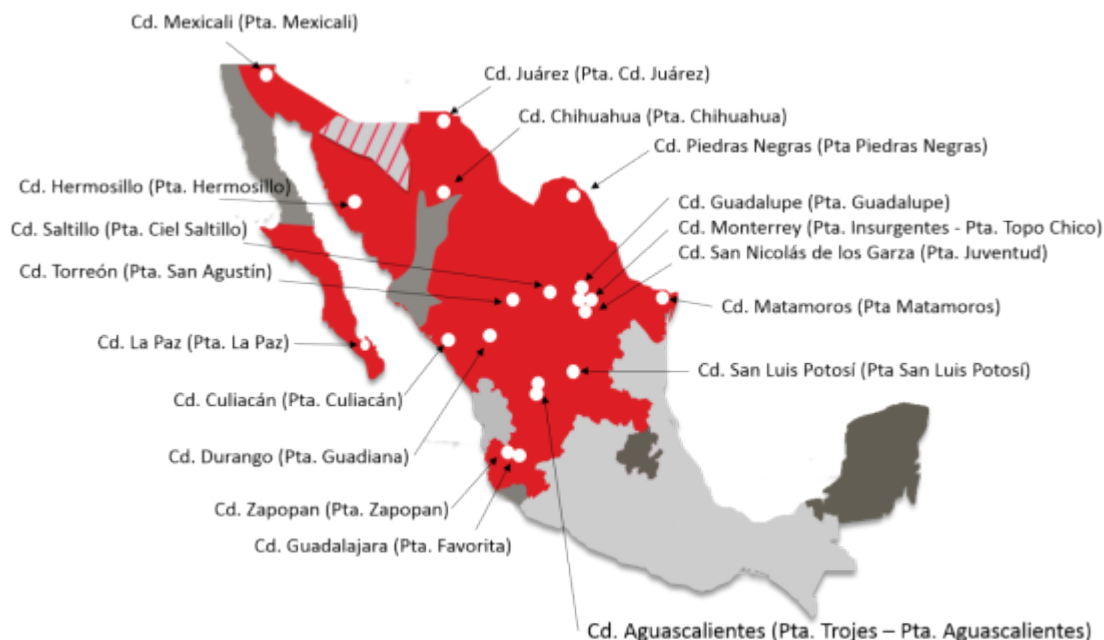 Cd. Mexicali (Pta. Mexicali)
Cd. Juárez (Pta. Cd. Juárez)
Cd. Chihuahua (Pta. Chihuahua)
Cd. Piedras Negras (Pta Piedras Negras)
Cd. Hermosillo (Pta. Hermosillo)
Cd. Guadalupe (Pta. Guadalupe)
Cd. Saltillo (Pta. Ciel Saltillo)
Cd. Monterrey (Pta. Insurgentes - Pta. Topo Chico)
Cd. San Nicolás de los Garza (Pta. Juventud)
Cd. Torreón (Pta. San Agustín)
Cd. Matamoros (Pta Matamoros)
Cd. La Paz (Pta. La Paz)
Cd. San Luis Potosí (Pta San Luis Potosí)
Cd. Culiacán (Pta. Culiacán)
Cd. Durango (Pta. Guadiana)
Cd. Zapopan (Pta. Zapopan)
Cd. Guadalajara (Pta. Favorita)
Cd. Aguascalientes (Pta. Trojes – Pta. Aguascalientes)